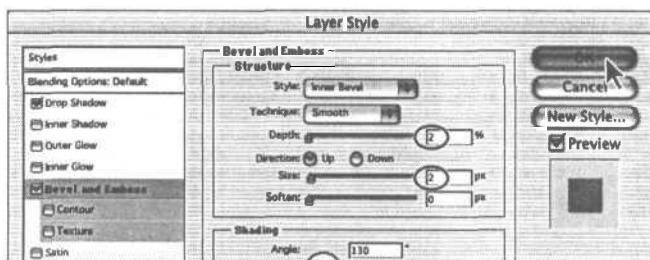 Layer Style
Styles
Blending Options: Default
Drop Shadow
Inner Shadow
Outer Glow
Inner Glow
Bevel and Emboss
Contour
Texture
Satin
Bevel and Emboss
Structure
Style: Inner Bevel
Technique: Smooth
Depth: 2 %
Direction: Up Down
Size: 2 px
Soften: 0 px
Shading
Angle: 130 °
Cancel
New Style...
Preview